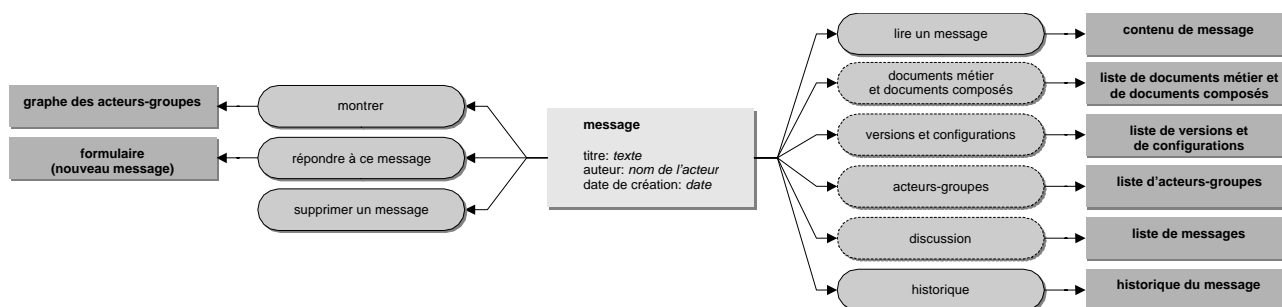 graphe des acteurs-groupes
montrer
formulaire
(nouveau message)
répondre à ce message
supprimer un message
message
titre: texte
auteur: nom de l'acteur
date de création: date
lire un message
contenu de message
documents métier
et documents composés
liste de documents métier et
de documents composés
versions et configurations
liste de versions et
de configurations
acteurs-groupes
liste d'acteurs-groupes
discussion
liste de messages
historique
historique du message